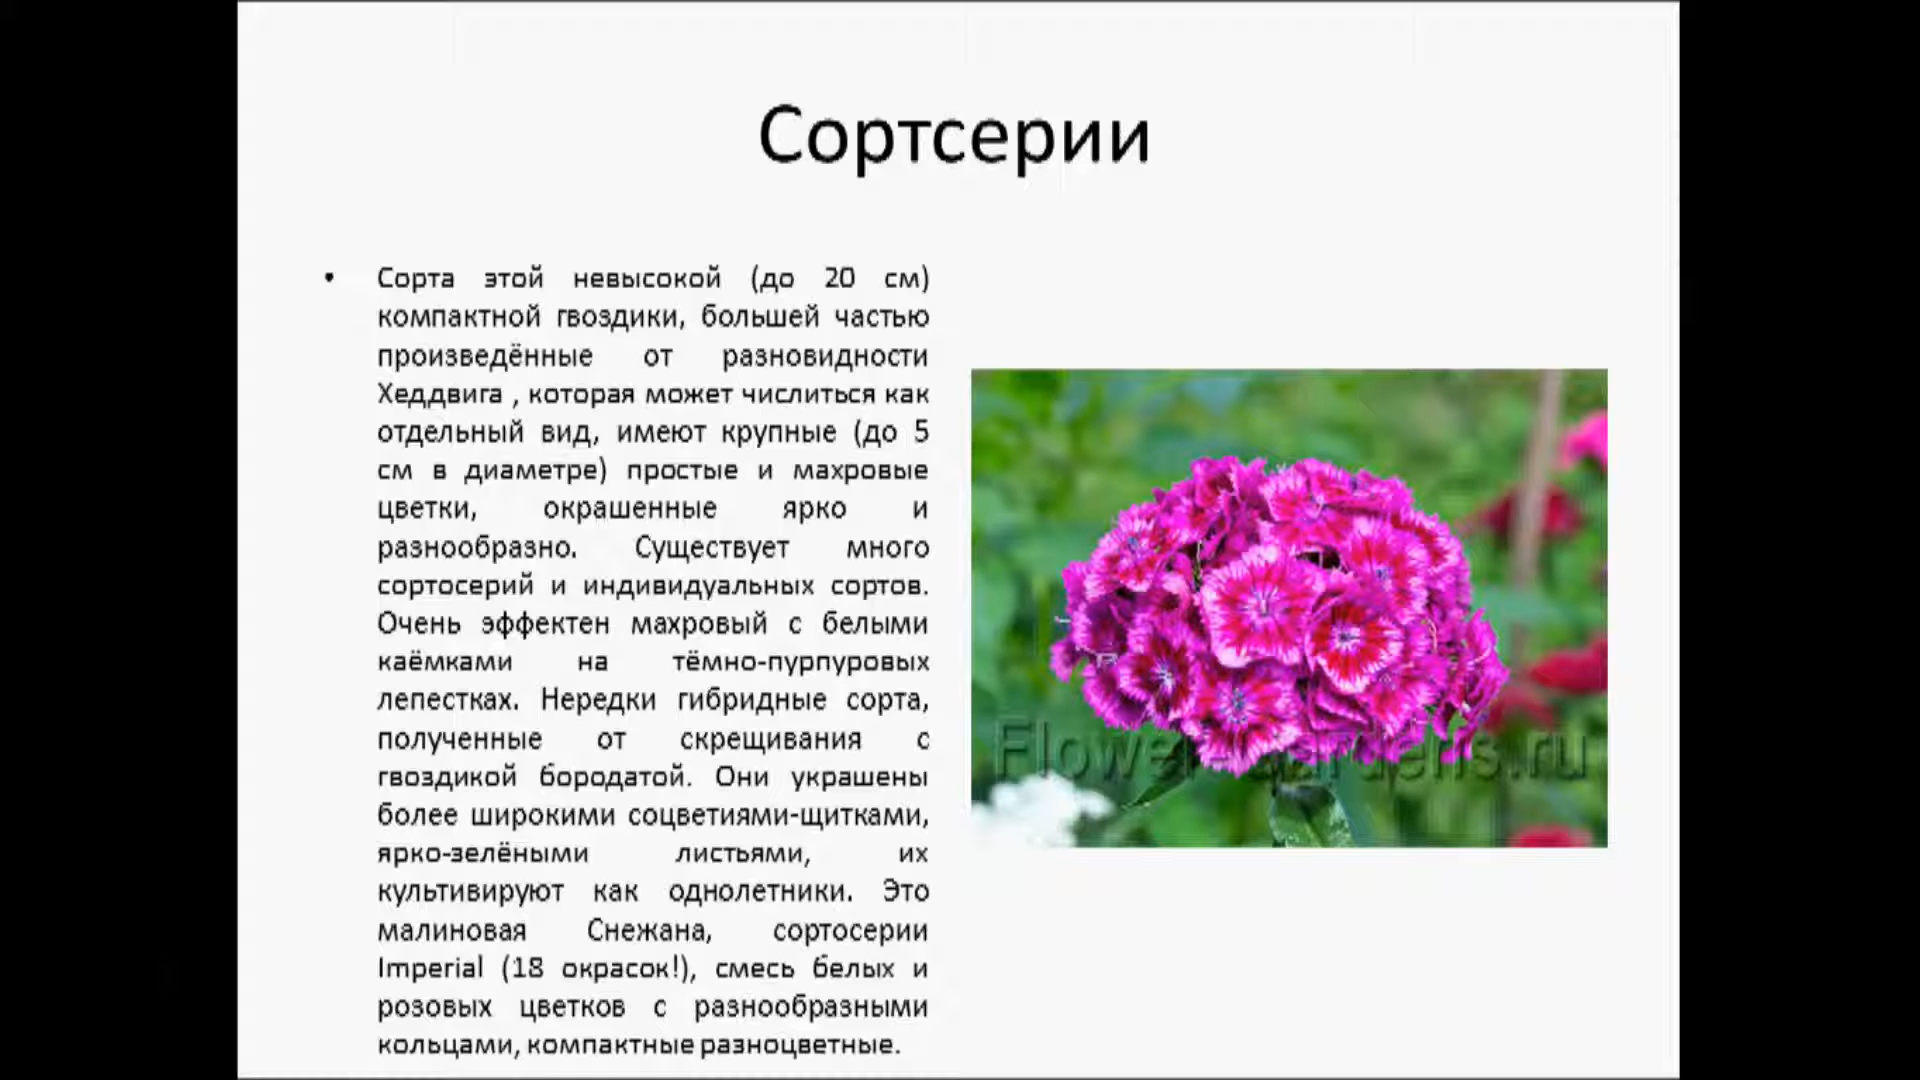 Сортсерии
• Сорта этой невысокой (до 20 см)
компактной гвоздики, большей частью
произведённые от разновидности
Хеддвига , которая может числиться как
отдельный вид, имеют крупные (до 5
см в диаметре) простые и махровые
цветки, окрашенные ярко и
разнообразно. Существует много
сортосерий и индивидуальных сортов.
Очень эффектен махровый с белыми
каёмками на тёмно-пурпуровых
лепестках. Нередки гибридные сорта,
полученные от скрещивания с
гвоздикой бородатой. Они украшены
более широкими соцветиями-щитками,
ярко-зелёными листьями, их
культивируют как однолетники. Это
малиновая Снежана, сортосерии
Imperial (18 окрасок!), смесь белых и
розовых цветков с разнообразными
кольцами, компактные разноцветные.